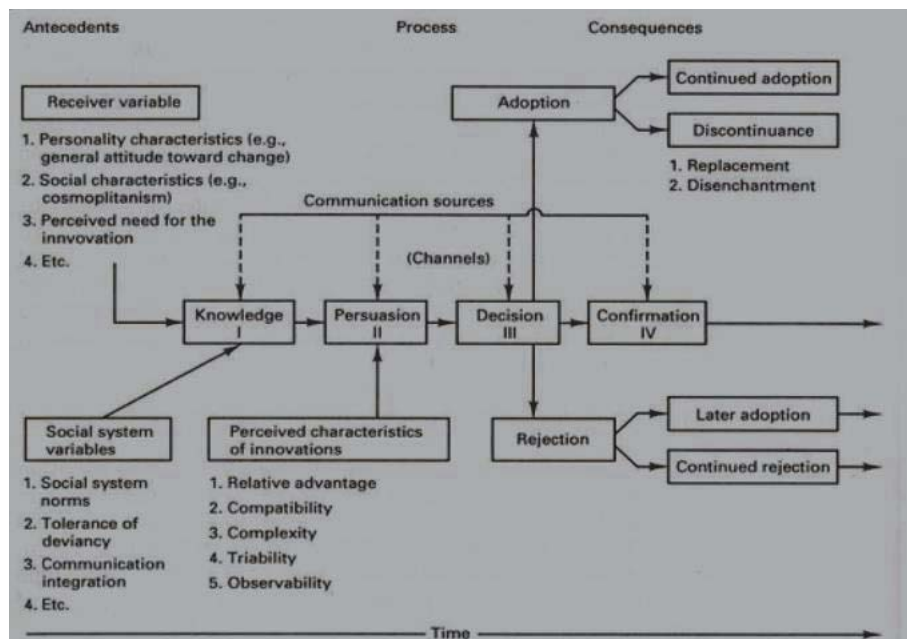 Antecedents
Process
Consequences
Receiver variable
1. Personality characteristics (e.g.,
general attitude toward change)
2. Social characteristics (e.g.,
cosmoplitanism)
3. Perceived need for the
innvovation
4. Etc.
Communication sources
(Channels)
Adoption
Continued adoption
Discontinuance
1. Replacement
2. Disenchantment
Knowledge
I
Persuasion
II
Decision
III
Confirmation
IV
Social system
variables
1. Social system
norms
2. Tolerance of
deviancy
3. Communication
integration
4. Etc.
Perceived characteristics
of innovations
1. Relative advantage
2. Compatibility
3. Complexity
4. Triability
5. Observability
Rejection
Later adoption
Continued rejection
Time